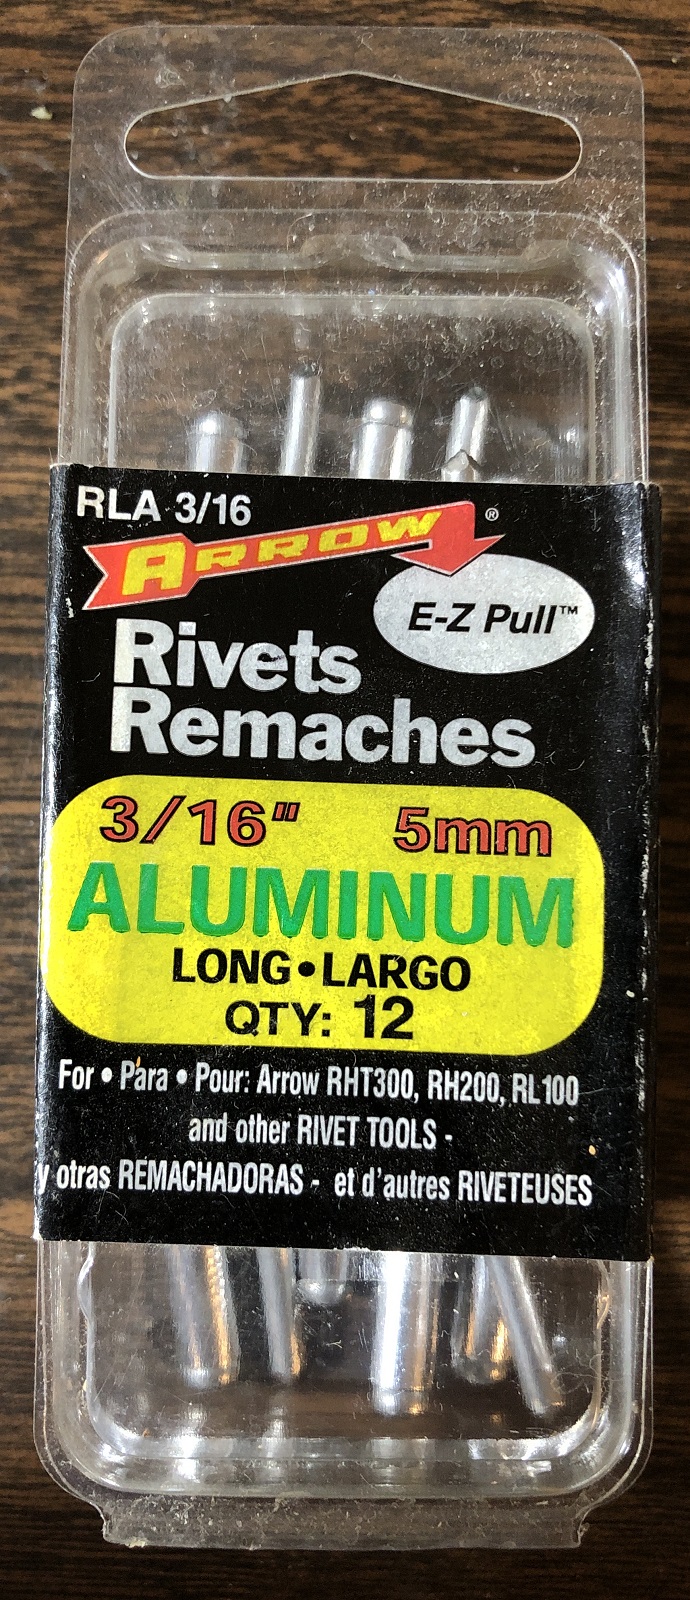 RLA 3/16
ARROW®
E-Z Pull™
Rivets
Remaches
3/16" 5mm
ALUMINUM
LONG • LARGO
QTY: 12
For • Para • Pour: Arrow RHT300, RH200, RL100
and other RIVET TOOLS -
y otras REMACHADORAS - et d'autres RIVETEUSES